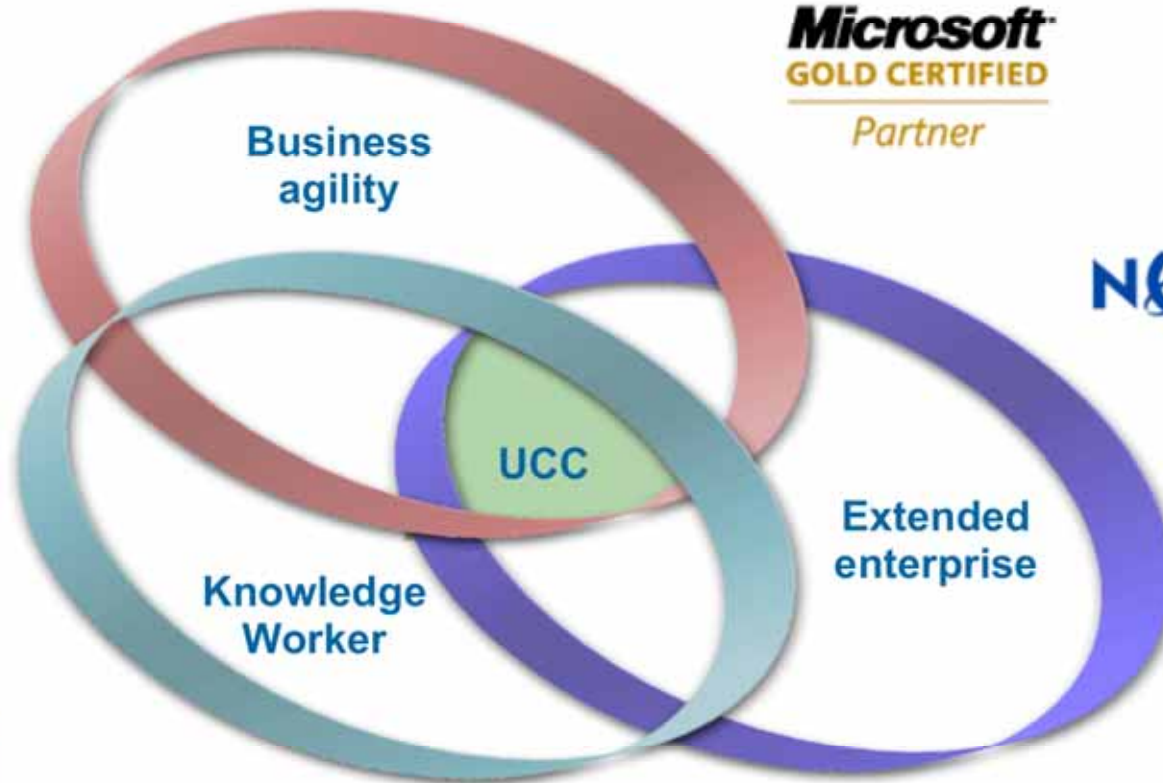 Microsoft
GOLD CERTIFIED
Partner
Business
agility
UCC
Extended
enterprise
Knowledge
Worker